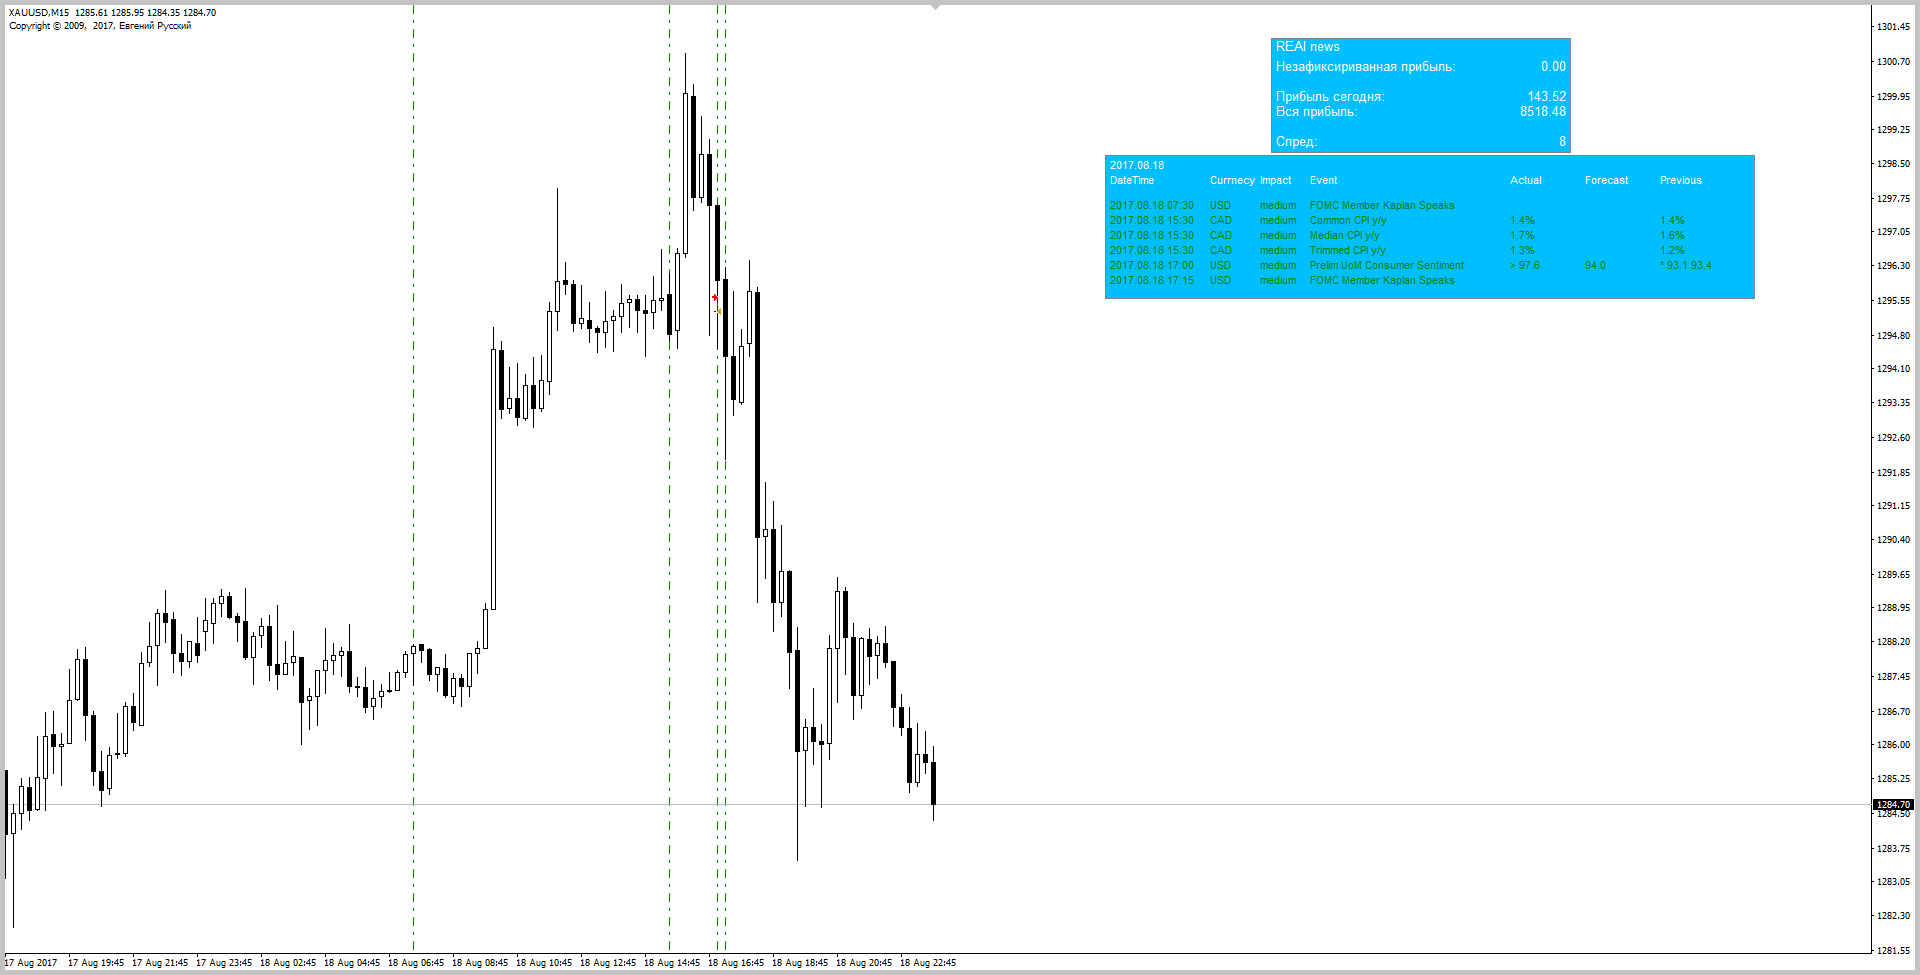 XAUUSD,M15 1285.61 1285.95 1284.35 1284.70
Copyright © 2009, 2017, Евгений Русский
REAI news
Незафиксириванная прибыль: 0.00
Прибыль сегодня: 143.52
Вся прибыль: 8518.48
Спред: 8
2017.08.18
DateTime Currnecy Impact Event Actual Forecast Previous
2017.08.18 07:30 USD medium FOMC Member Kaplan Speaks
2017.08.18 15:30 CAD medium Common CPI y/y 1.4% 1.4%
2017.08.18 15:30 CAD medium Median CPI y/y 1.7% 1.6%
2017.08.18 15:30 CAD medium Trimmed CPI y/y 1.3% 1.2%
2017.08.18 17:00 USD medium Prelim UoM Consumer Sentiment > 97.6 94.0 * 93.1 93.4
2017.08.18 17:15 USD medium FOMC Member Kaplan Speaks
1301.45
1300.70
1299.95
1299.25
1298.50
1297.75
1297.05
1296.30
1295.55
1294.80
1294.10
1293.35
1292.60
1291.85
1291.15
1290.40
1289.65
1288.95
1288.20
1287.45
1286.70
1286.00
1285.25
1284.70
1284.50
1283.75
1283.05
1282.30
1281.55
17 Aug 2017 17 Aug 19:45 17 Aug 21:45 17 Aug 23:45 18 Aug 02:45 18 Aug 04:45 18 Aug 06:45 18 Aug 08:45 18 Aug 10:45 18 Aug 12:45 18 Aug 14:45 18 Aug 16:45 18 Aug 18:45 18 Aug 20:45 18 Aug 22:45